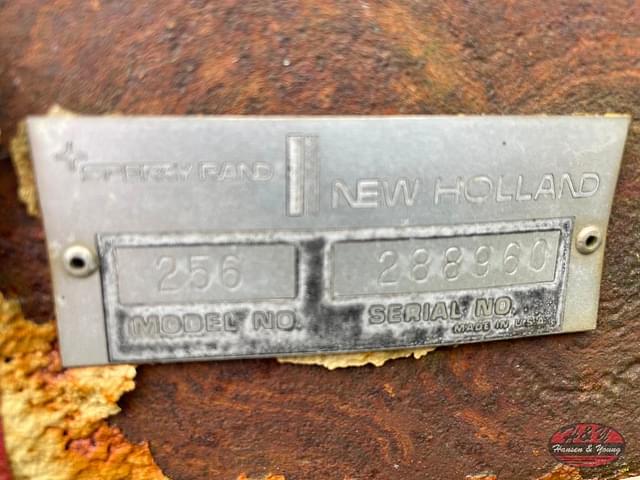 SPERRY RAND
NEW HOLLAND
256
288960
MODEL NO.
SERIAL NO.
MADE IN U.S.A.
H&Y
Hansen & Young